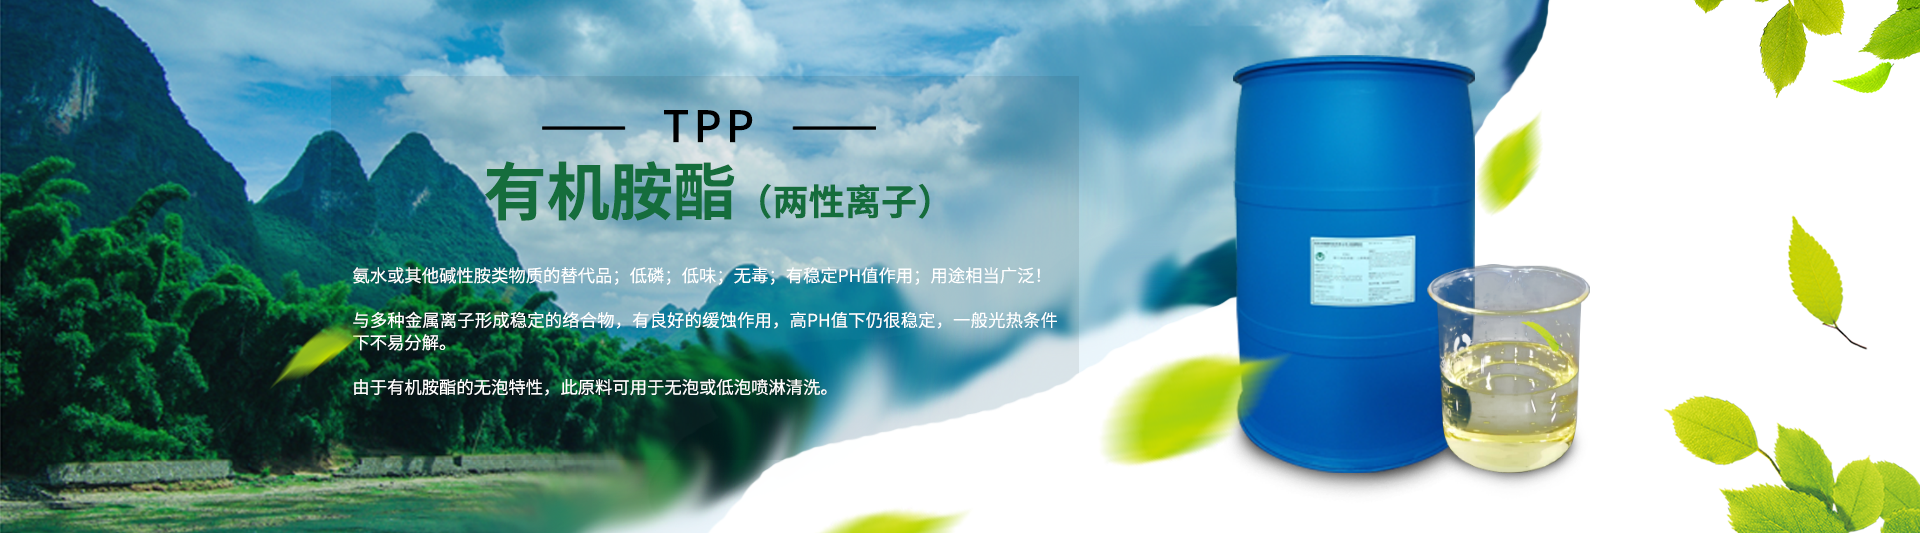 TPP
有机胺酯（两性离子）
氨水或其他碱性胺类物质的替代品；低磷；低味；无毒；有稳定PH值作用；用途相当广泛！
与多种金属离子形成稳定的络合物，有良好的缓蚀作用，高PH值下仍很稳定，一般光热条件
下不易分解。
由于有机胺酯的无泡特性，此原料可用于无泡或低泡喷淋清洗。